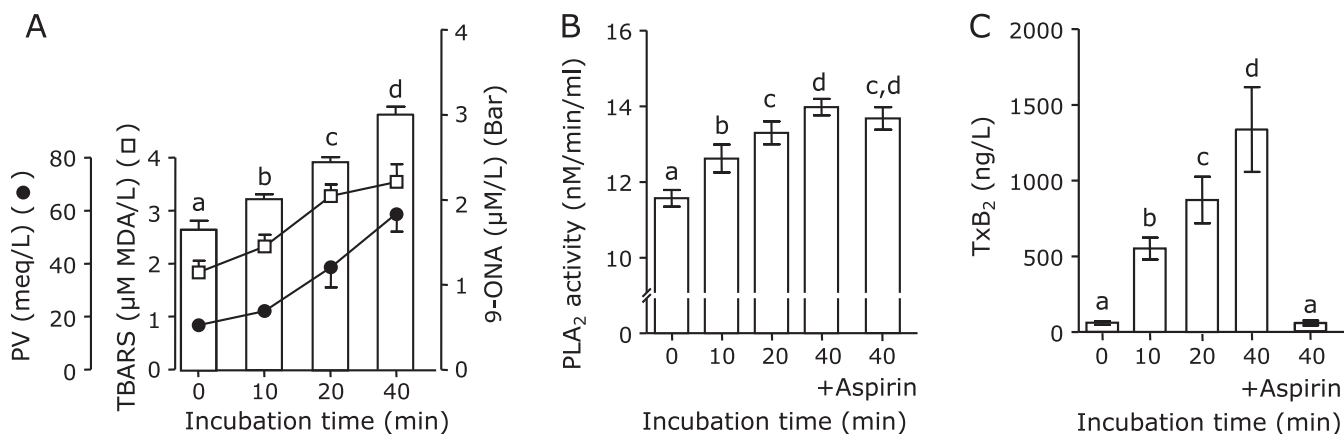 A
PV (meq/L) (●)
80
60
40
20
0
TBARS (μM MDA/L) (□)
4
3
2
1
0
a
b
c
d
0
10
20
40
Incubation time (min)
4
3
2
1
0
9-ONA (μM/L) (Bar)
B
PLA₂ activity (nM/min/ml)
16
14
12
10
0
a
b
c
d
c,d
0
10
20
40
40
+Aspirin
Incubation time (min)
C
TxB₂ (ng/L)
2000
1500
1000
500
0
a
b
c
d
a
0
10
20
40
40
+Aspirin
Incubation time (min)